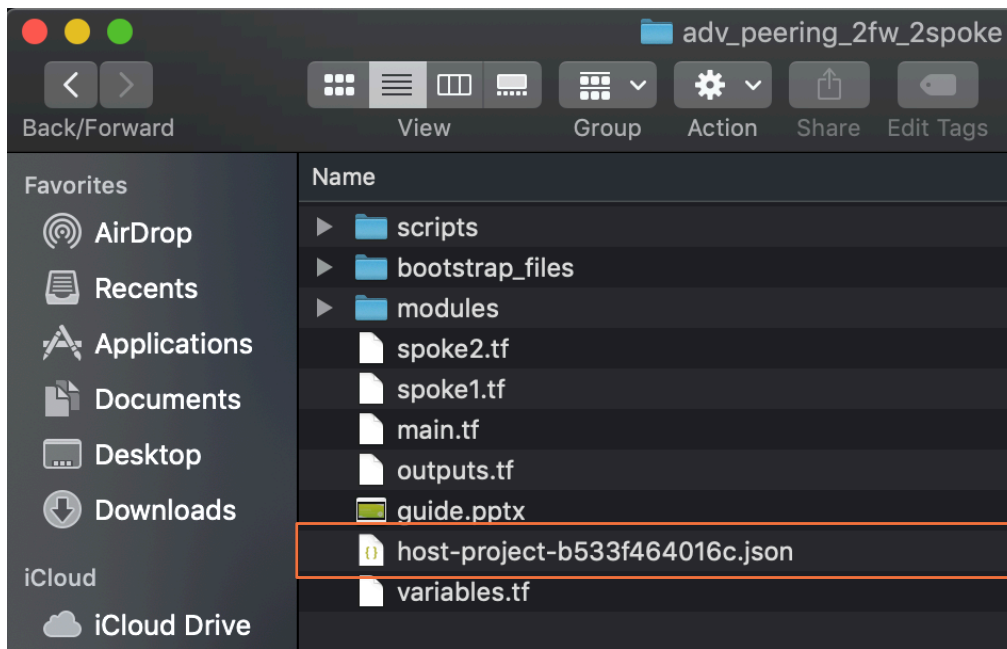 adv_peering_2fw_2spoke
Back/Forward
View
Group
Action
Share
Edit Tags
Favorites
AirDrop
Recents
Applications
Documents
Desktop
Downloads
iCloud
iCloud Drive
Name
scripts
bootstrap_files
modules
spoke2.tf
spoke1.tf
main.tf
outputs.tf
guide.pptx
host-project-b533f464016c.json
variables.tf